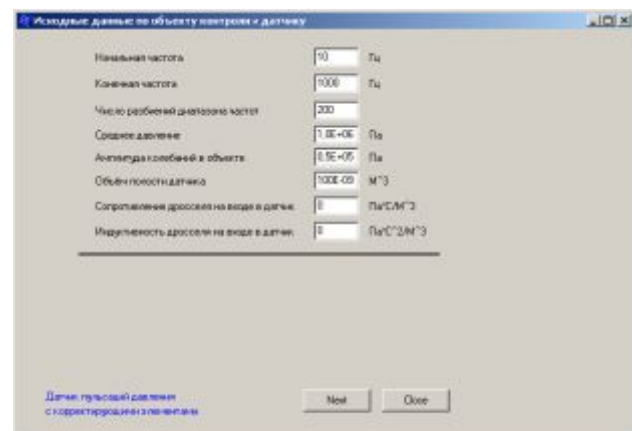 Исходные данные по объекту контроля и датчику
Начальная частота 10 Гц
Конечная частота 1000 Гц
Число разбиений диапазона частот 200
Среднее давление 1.0E+06 Па
Амплитуда колебаний в объекте 0.5E+05 Па
Объём полости датчика 100E-09 М^3
Сопротивление дросселя на входе в датчик 0 Па*С/М^3
Индуктивность дросселя на входе в датчик 0 Па*С^2/М^3
Датчик пульсаций давления
с корректирующими элементами
Next Close